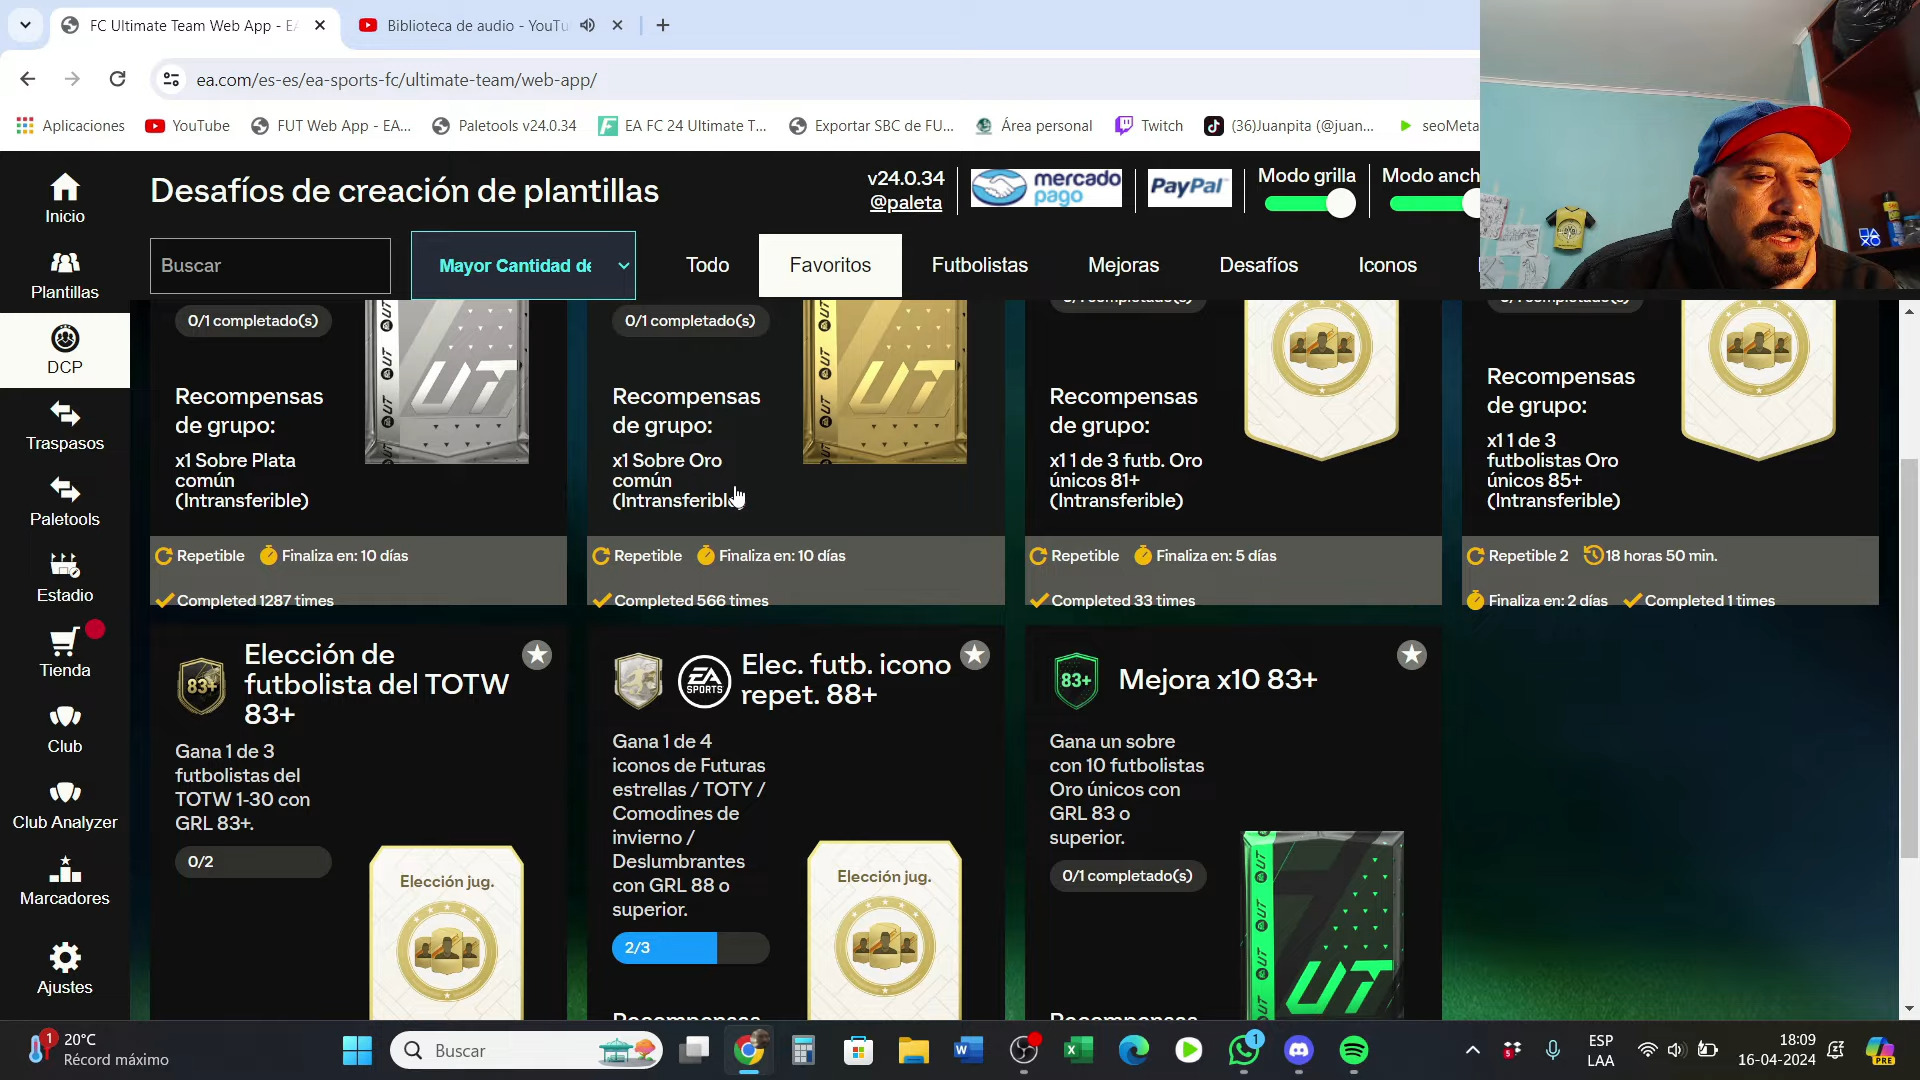 FC Ultimate Team Web App - EA
Biblioteca de audio - YouTu
ea.com/es-es/ea-sports-fc/ultimate-team/web-app/
Aplicaciones
YouTube
FUT Web App - EA...
Paletools v24.0.34
EA FC 24 Ultimate T...
Exportar SBC de FU...
Área personal
Twitch
(36)Juanpita (@juan...
seoMeta
Inicio
Plantillas
DCP
Traspasos
Paletools
Estadio
Tienda
Club
Club Analyzer
Marcadores
Ajustes
Desafíos de creación de plantillas
v24.0.34
@paleta
mercado
pago
PayPal
Modo grilla
Modo anch
Buscar
Mayor Cantidad de
Todo
Favoritos
Futbolistas
Mejoras
Desafíos
Iconos
0/1 completado(s)
Recompensas
de grupo:
x1 Sobre Plata
común
(Intransferible)
UT
Repetible
Finaliza en: 10 días
Completed 1287 times
0/1 completado(s)
Recompensas
de grupo:
x1 Sobre Oro
común
(Intransferible)
UT
Repetible
Finaliza en: 10 días
Completed 566 times
Recompensas
de grupo:
x1 1 de 3 futb. Oro
únicos 81+
(Intransferible)
Repetible
Finaliza en: 5 días
Completed 33 times
Recompensas
de grupo:
x1 1 de 3
futbolistas Oro
únicos 85+
(Intransferible)
Repetible 2
18 horas 50 min.
Finaliza en: 2 días
Completed 1 times
83+
Elección de
futbolista del TOTW
83+
Gana 1 de 3
futbolistas del
TOTW 1-30 con
GRL 83+.
0/2
Elección jug.
EA
SPORTS
Elec. futb. icono
repet. 88+
Gana 1 de 4
iconos de Futuras
estrellas / TOTY /
Comodines de
invierno /
Deslumbrantes
con GRL 88 o
superior.
2/3
Elección jug.
83+
Mejora x10 83+
Gana un sobre
con 10 futbolistas
Oro únicos con
GRL 83 o
superior.
0/1 completado(s)
UT
1
20°C
Récord máximo
Buscar
1
ESP
LAA
18:09
16-04-2024
PRE